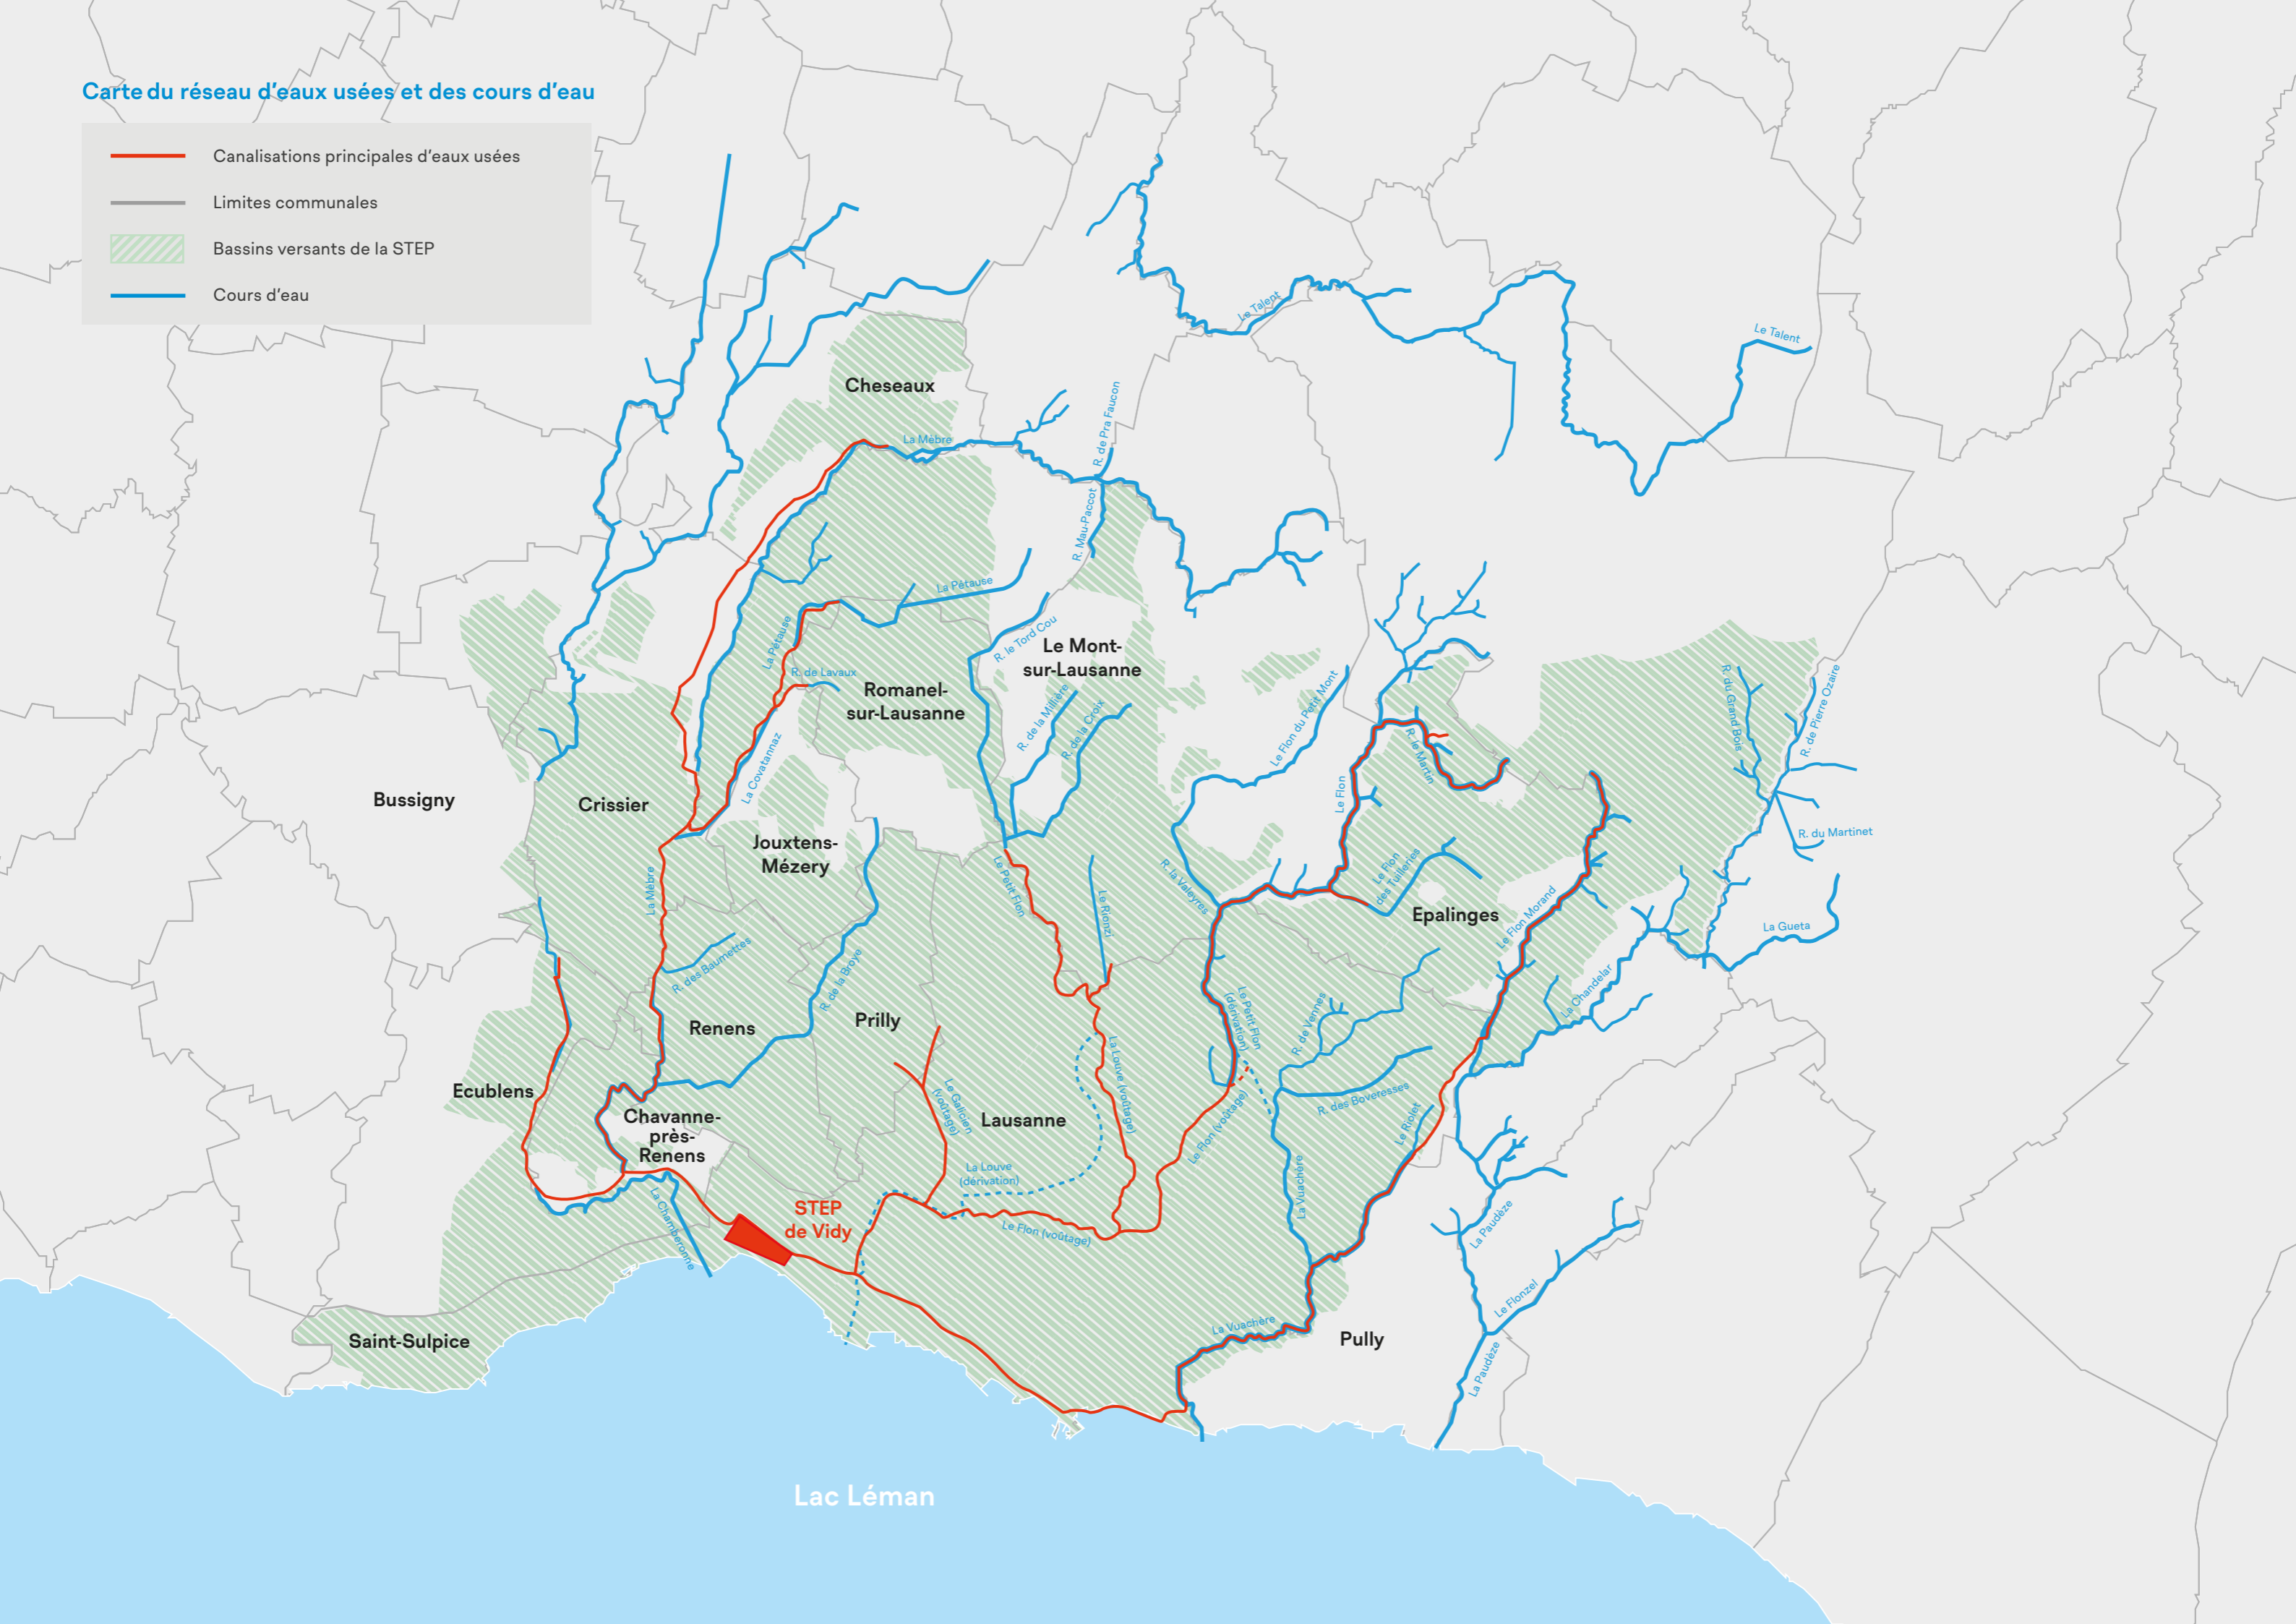 Carte du réseau d'eaux usées et des cours d'eau
Canalisations principales d'eaux usées
Limites communales
Bassins versants de la STEP
Cours d'eau
Le Talent
Le Talent
Cheseaux
R. de Pra Faucon
La Mèbre
R. Mau-Paccot
La Pétause
La Pétause
R. le Tord Cou
Le Mont-
sur-Lausanne
R. de Lavaux
Romanel-
sur-Lausanne
R. de la Millière
R. de la Croix
Le Flon du Petit Mont
R. du Grand Bois
R. de Pierre Ozaire
R. le Martin
La Covatannaz
Le Flon
Bussigny
Crissier
R. du Martinet
Jouxtens-
Mézery
Le Petit Flon
Le Rionzi
R. la Valeyres
Le Flon
des Tuilleries
La Mèbre
Epalinges
Le Flon Morand
La Gueta
R. des Baumettes
R. de la Broye
La Chandelar
Le Petit Flon
(dérivation)
R. de Vennes
Renens
Prilly
Ecublens
Le Galicien
(voûtage)
La Louve (voûtage)
R. des Boveresses
Le Riolet
Chavanne-
près-
Renens
Lausanne
Le Flon (voûtage)
La Louve
(dérivation)
La Vuachère
La Chamberonne
STEP
de Vidy
Le Flon (voûtage)
La Paudèze
Le Flonzel
La Vuachère
Saint-Sulpice
Pully
La Paudèze
Lac Léman